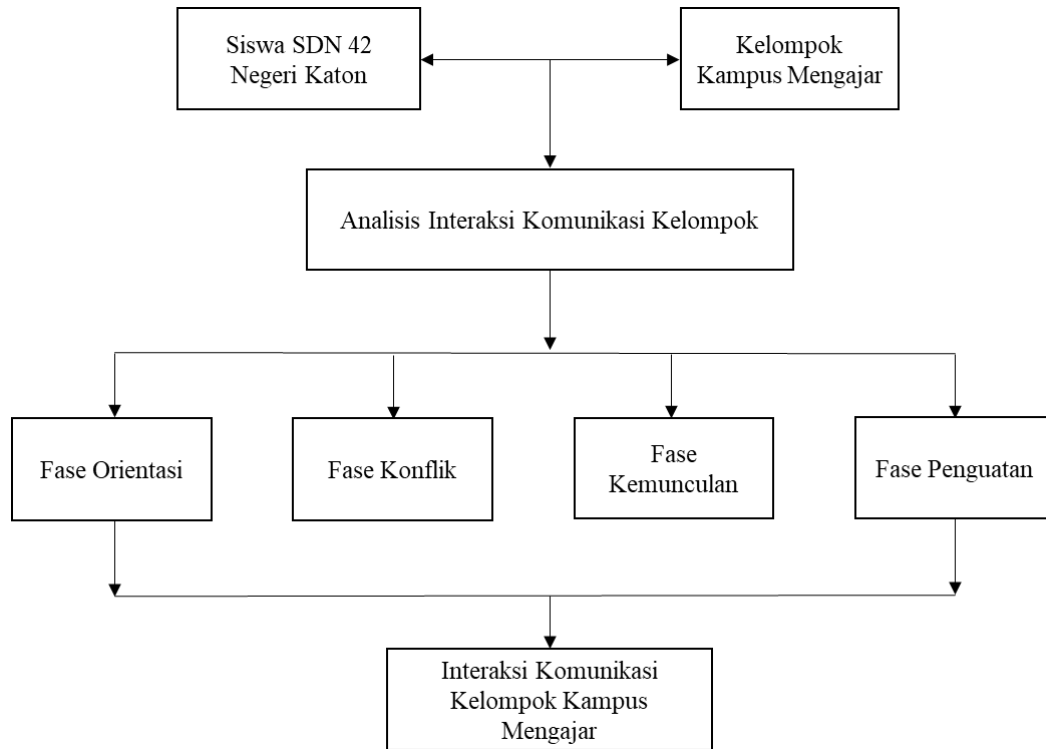 Siswa SDN 42
Negeri Katon
Kelompok
Kampus Mengajar
Analisis Interaksi Komunikasi Kelompok
Fase Orientasi
Fase Konflik
Fase
Kemunculan
Fase Penguatan
Interaksi Komunikasi
Kelompok Kampus
Mengajar